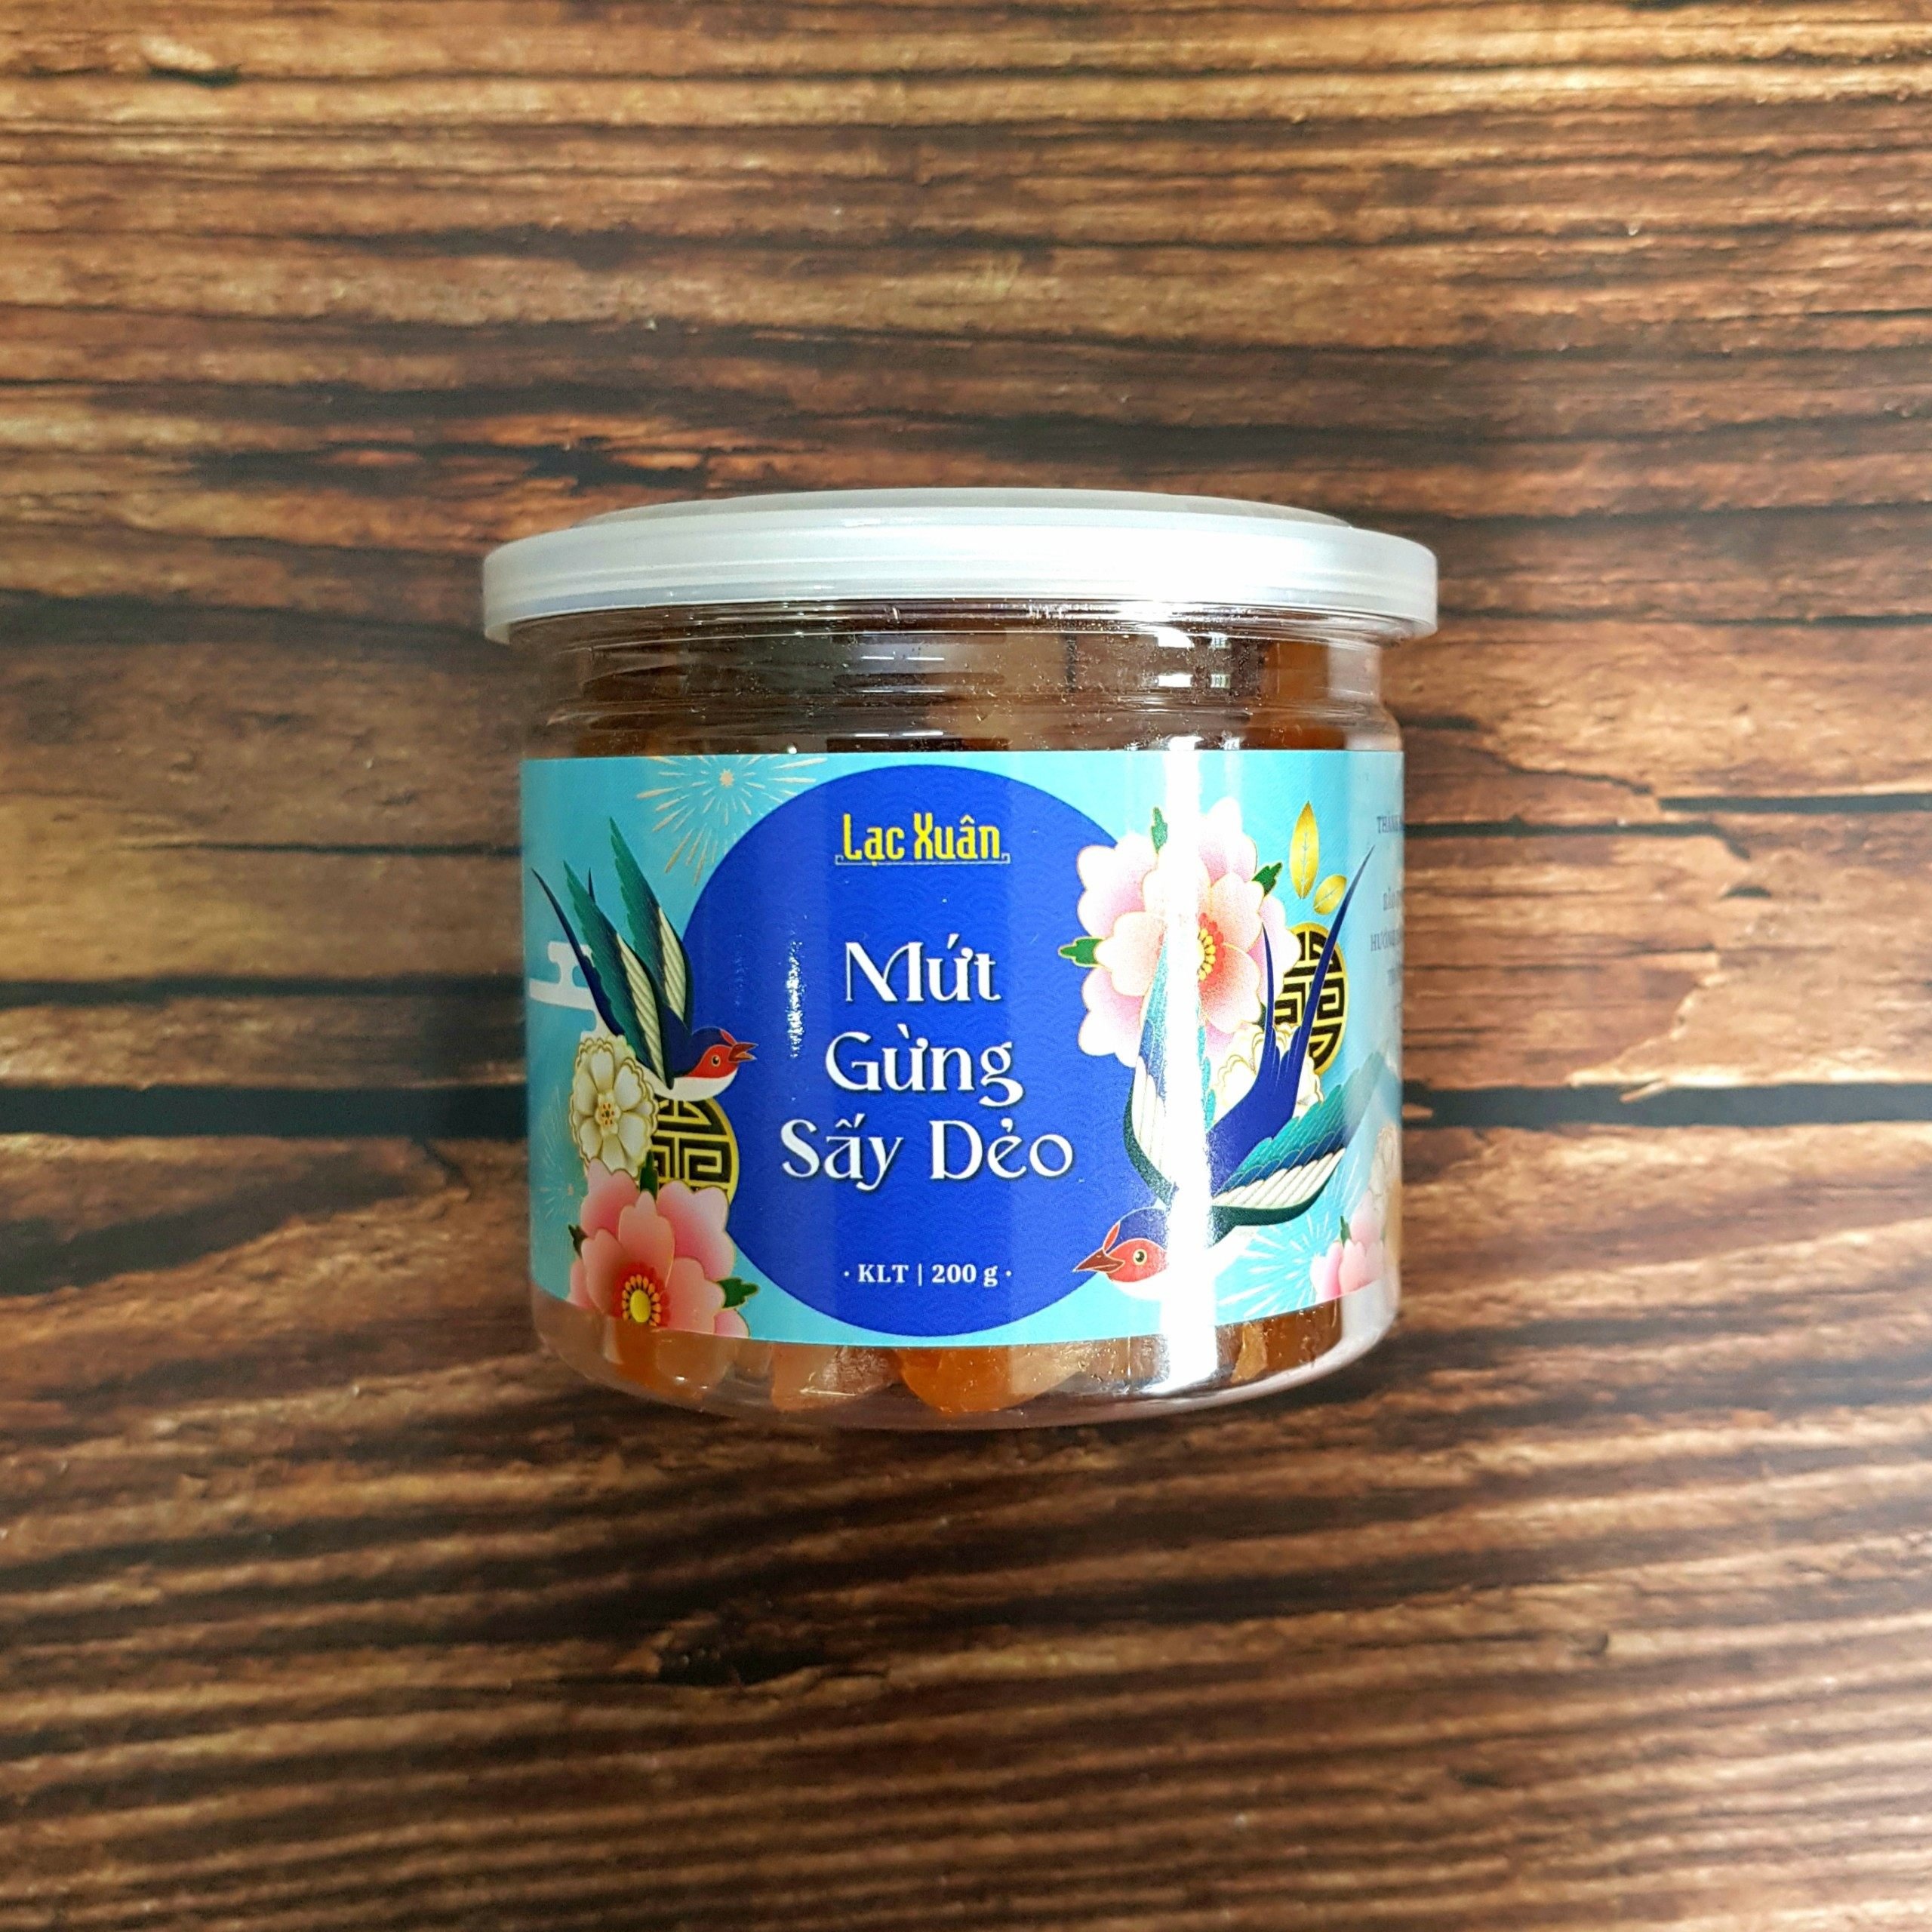 Lạc Xuân
Mứt
Gừng
Sấy Dẻo
· KLT | 200 g ·